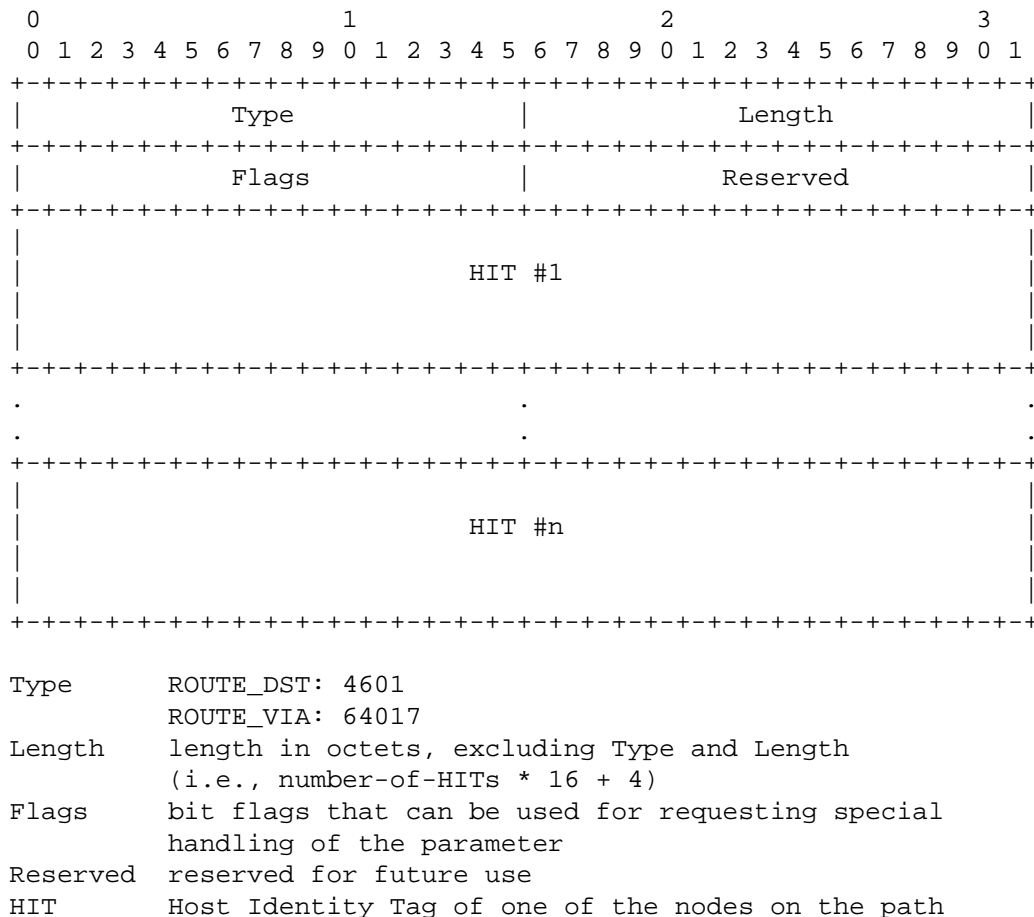 0                   1                   2                   3
 0 1 2 3 4 5 6 7 8 9 0 1 2 3 4 5 6 7 8 9 0 1 2 3 4 5 6 7 8 9 0 1
+-+-+-+-+-+-+-+-+-+-+-+-+-+-+-+-+-+-+-+-+-+-+-+-+-+-+-+-+-+-+-+-+
|             Type              |             Length            |
+-+-+-+-+-+-+-+-+-+-+-+-+-+-+-+-+-+-+-+-+-+-+-+-+-+-+-+-+-+-+-+-+
|             Flags             |            Reserved           |
+-+-+-+-+-+-+-+-+-+-+-+-+-+-+-+-+-+-+-+-+-+-+-+-+-+-+-+-+-+-+-+-+
|                                                               |
|                            HIT #1                             |
|                                                               |
|                                                               |
+-+-+-+-+-+-+-+-+-+-+-+-+-+-+-+-+-+-+-+-+-+-+-+-+-+-+-+-+-+-+-+-+
.                               .                               .
.                               .                               .
+-+-+-+-+-+-+-+-+-+-+-+-+-+-+-+-+-+-+-+-+-+-+-+-+-+-+-+-+-+-+-+-+
|                                                               |
|                            HIT #n                             |
|                                                               |
|                                                               |
+-+-+-+-+-+-+-+-+-+-+-+-+-+-+-+-+-+-+-+-+-+-+-+-+-+-+-+-+-+-+-+-+

Type      ROUTE_DST: 4601
          ROUTE_VIA: 64017
Length    length in octets, excluding Type and Length
          (i.e., number-of-HITs * 16 + 4)
Flags     bit flags that can be used for requesting special
          handling of the parameter
Reserved  reserved for future use
HIT       Host Identity Tag of one of the nodes on the path